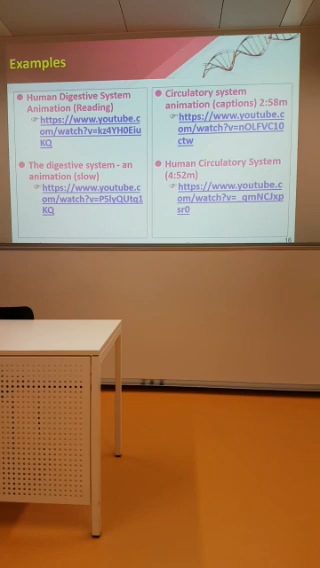 Examples
Human Digestive System
Animation (Reading)
https://www.youtube.c
om/watch?v=kz4YH0Eiu
KQ
The digestive system - an
animation (slow)
https://www.youtube.c
om/watch?v=P5lyQUtq1
KQ
Circulatory system
animation (captions) 2:58m
https://www.youtube.c
om/watch?v=nOLFVC10
ctw
Human Circulatory System
(4:52m)
https://www.youtube.c
om/watch?v=_qmNCJxp
sr0
16